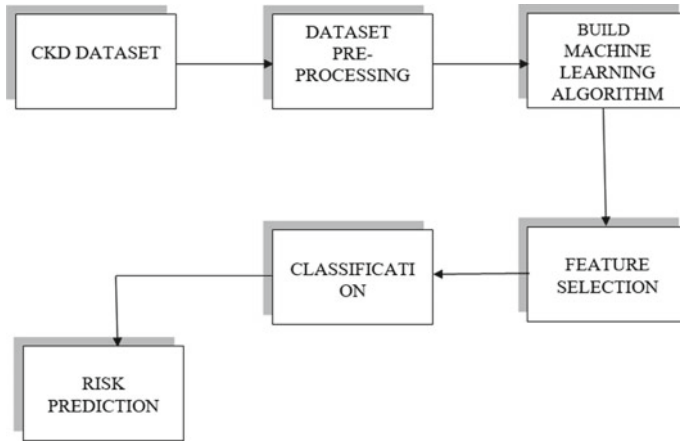 CKD DATASET
DATASET
PRE-
PROCESSING
BUILD
MACHINE
LEARNING
ALGORITHM
FEATURE
SELECTION
CLASSIFICATI
ON
RISK
PREDICTION